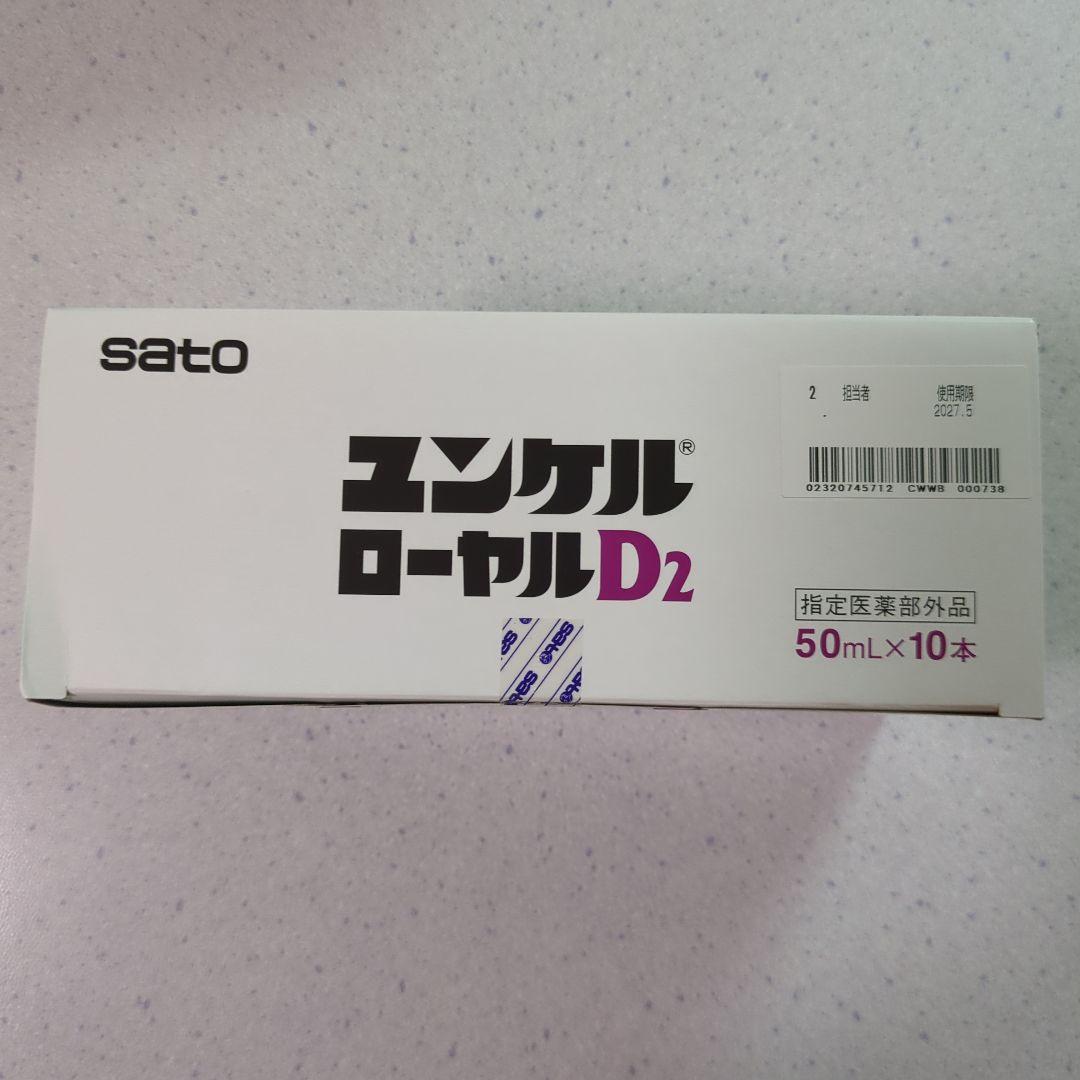 sato
ユンケル®
ローヤルD2
2 担当者 使用期限
- 2027.5
02320745712 CWWB 000738
指定医薬部外品
50mL×10本